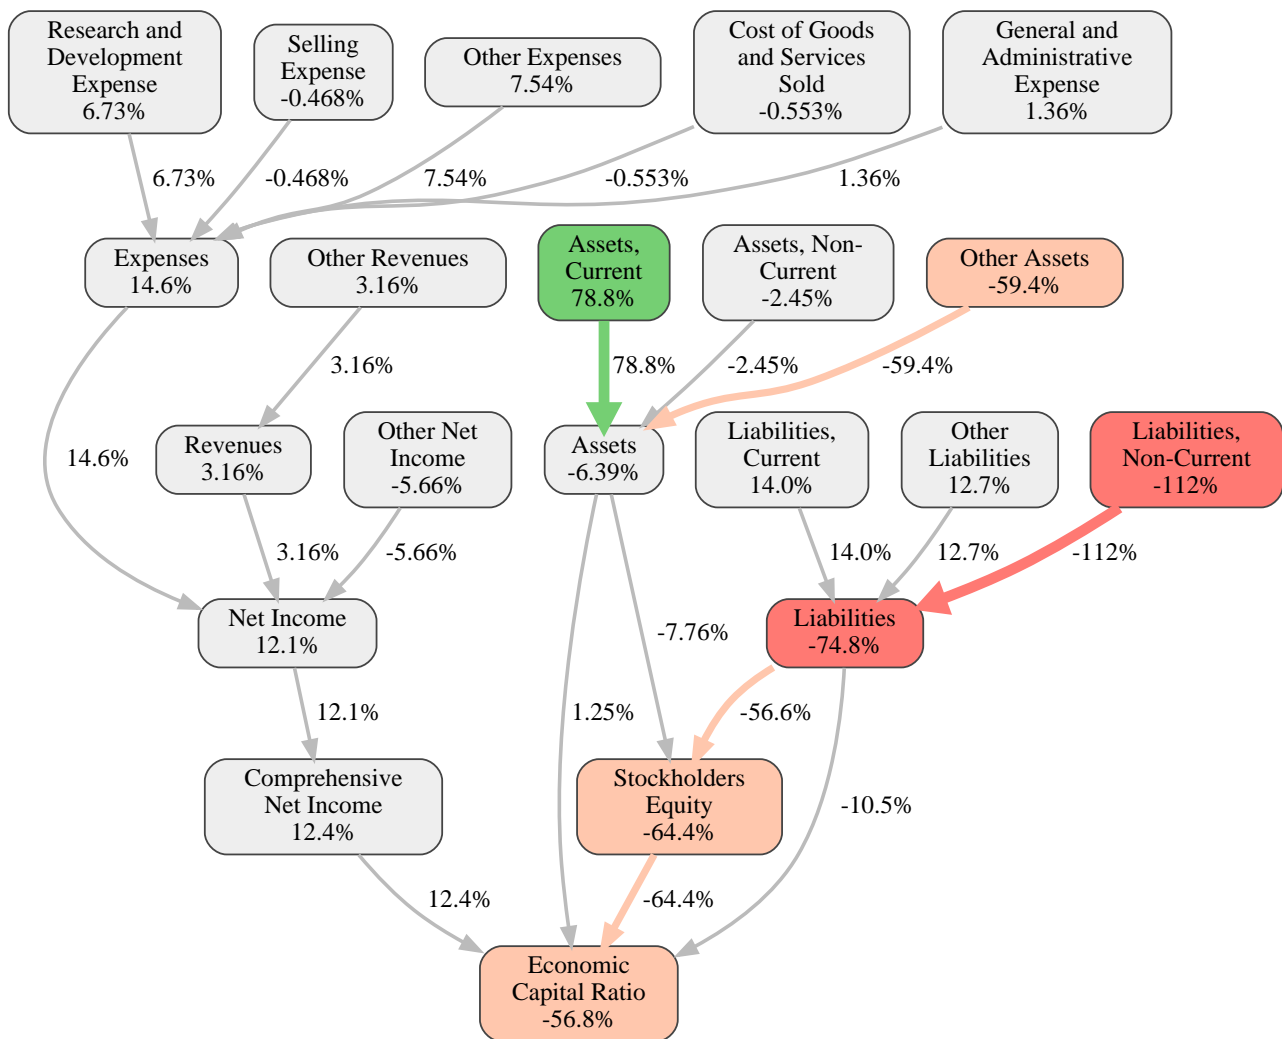 Research and
Development
Expense
6.73%
Selling
Expense
-0.468%
Other Expenses
7.54%
Cost of Goods
and Services
Sold
-0.553%
General and
Administrative
Expense
1.36%
6.73%
-0.468%
7.54%
-0.553%
1.36%
Expenses
14.6%
Other Revenues
3.16%
Assets,
Current
78.8%
Assets, Non-
Current
-2.45%
Other Assets
-59.4%
3.16%
78.8%
-2.45%
-59.4%
14.6%
Revenues
3.16%
Other Net
Income
-5.66%
Assets
-6.39%
Liabilities,
Current
14.0%
Other
Liabilities
12.7%
Liabilities,
Non-Current
-112%
3.16%
-5.66%
14.0%
12.7%
-112%
Net Income
12.1%
-7.76%
Liabilities
-74.8%
12.1%
1.25%
-56.6%
Comprehensive
Net Income
12.4%
Stockholders
Equity
-64.4%
-10.5%
12.4%
-64.4%
Economic
Capital Ratio
-56.8%